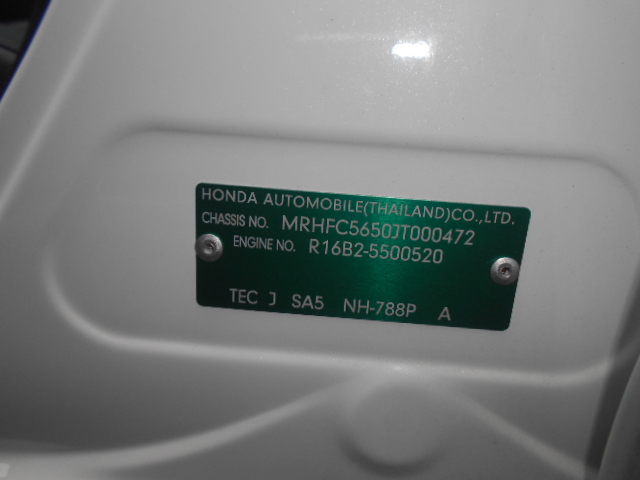 HONDA AUTOMOBILE(THAILAND)CO.,LTD.
CHASSIS NO. MRHFC5650JT000472
ENGINE NO. R16B2-5500520
TEC J SA5 NH-788P A